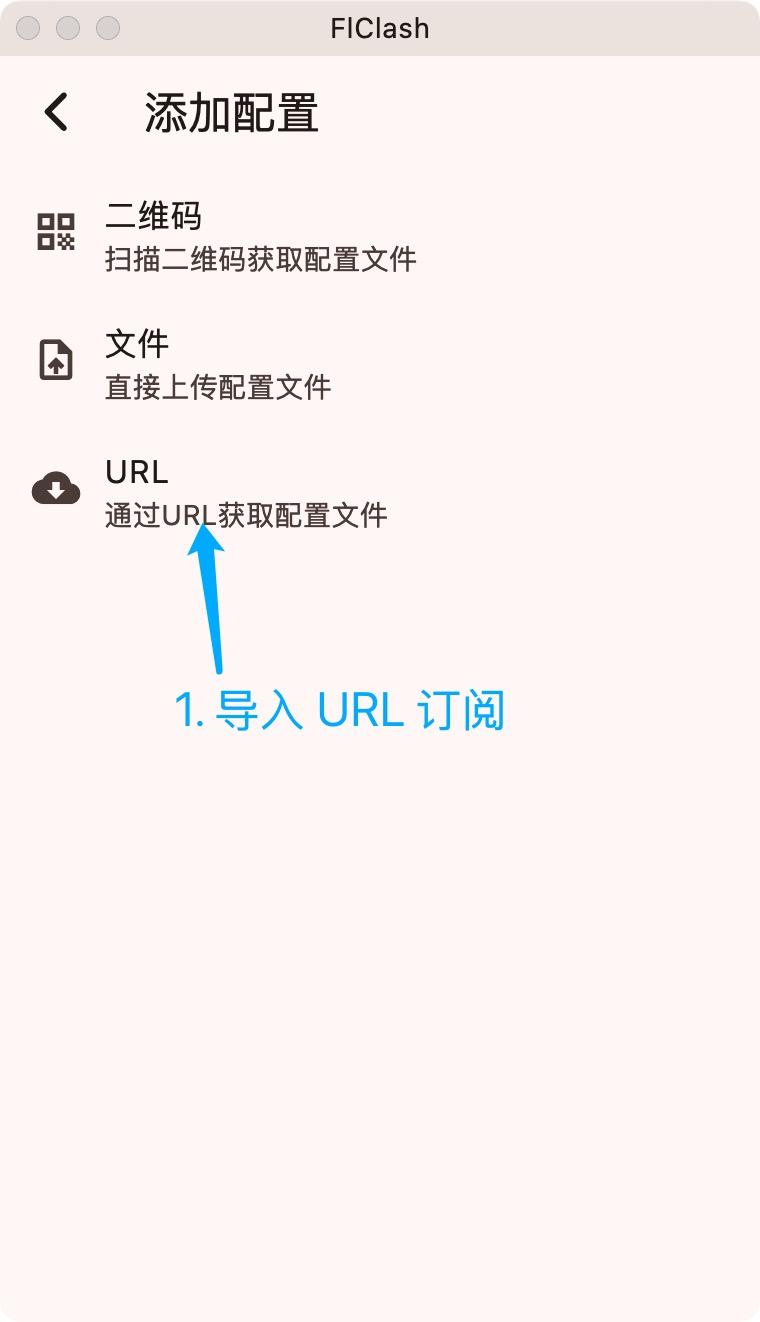 FlClash
添加配置
二维码
扫描二维码获取配置文件
文件
直接上传配置文件
URL
通过URL获取配置文件
1. 导入 URL 订阅